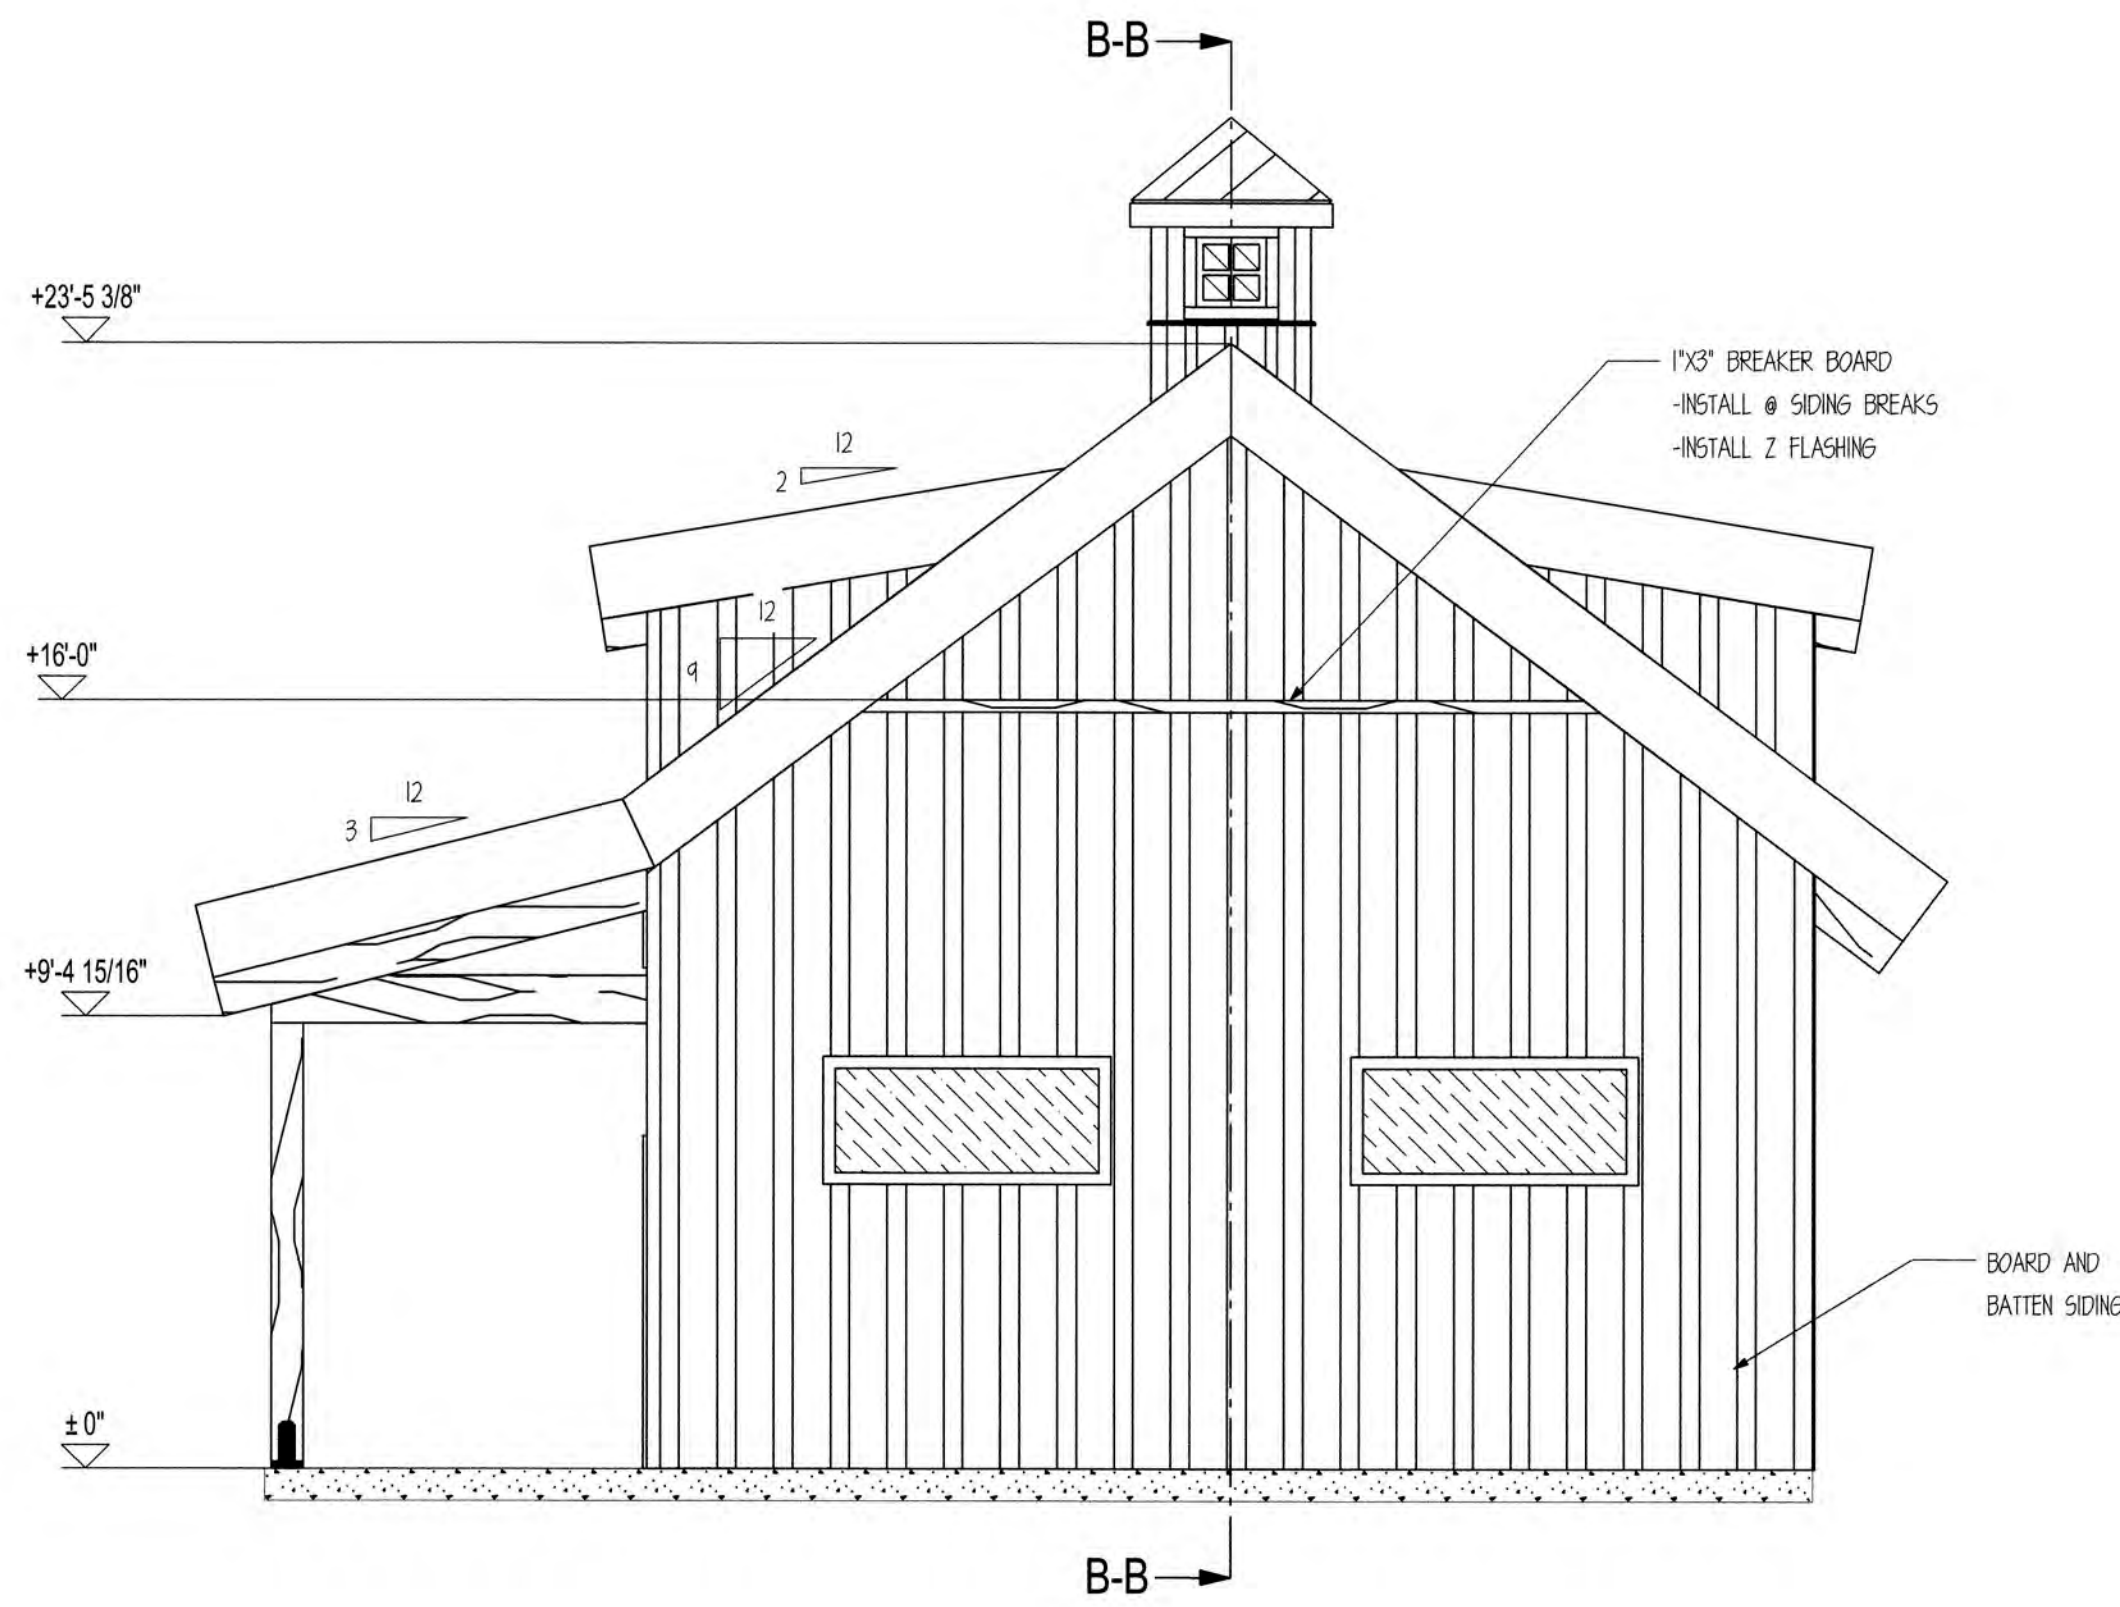 B-B
+23'-5 3/8"
1"X3" BREAKER BOARD
-INSTALL @ SIDING BREAKS
-INSTALL Z FLASHING
12
2
12
9
+16'-0"
12
3
+9'-4 15/16"
BOARD AND
BATTEN SIDING
± 0"
B-B